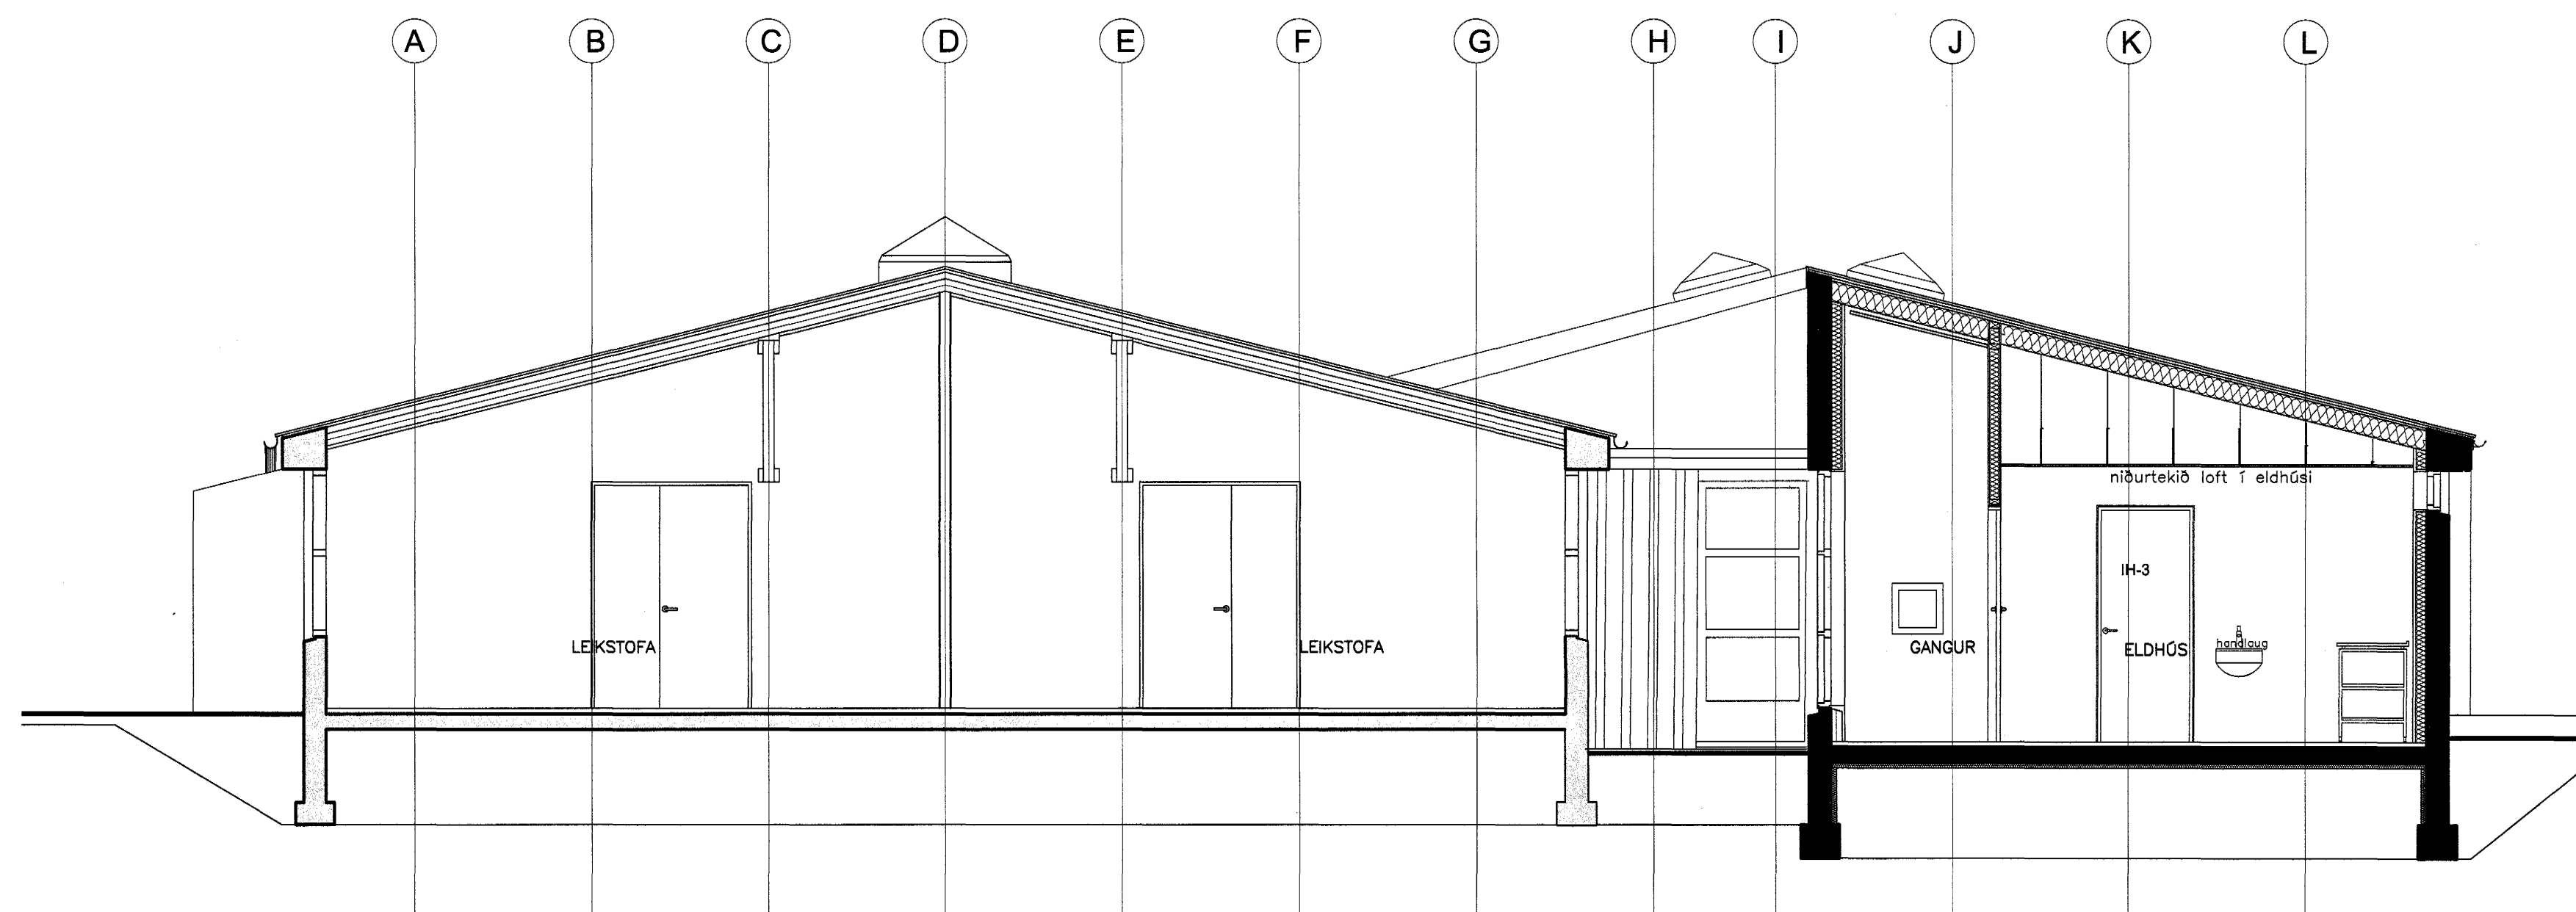 A B C D E F G H I J K L
niðurtekið loft í eldhúsi
IH-3
LEIKSTOFA
LEIKSTOFA
GANGUR
ELDHÚS
handlaug